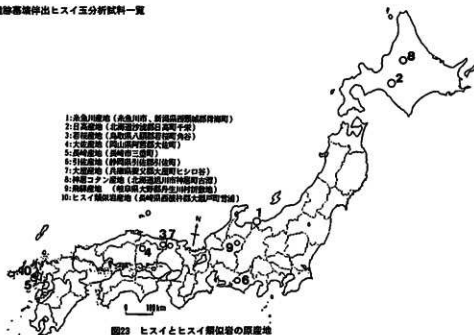 遺跡墓壙伴出ヒスイ玉分析試料一覧
1:糸魚川産地（糸魚川市、新潟県西頸城郡青海町）
2:日高産地（北海道沙流郡日高町千栄）
3:若桜産地（鳥取県八頭郡若桜町角谷）
4:大佐産地（岡山県阿哲郡大佐町）
5:長崎産地（長崎市三重町）
6:引佐産地（静岡県引佐郡引佐町）
7:大屋産地（兵庫県養父郡大屋町）
8:神居コタン産地（北海道旭川市神居町古潭）
9:飛騨産地（岐阜県大野郡丹生川村折敷地）
10:ヒスイ類似岩産地（長崎県西彼杵郡大瀬戸町雪浦）
8
2
1
3 7
4
9
N
6
10
5
100km
図23 ヒスイとヒスイ類似岩の原産地